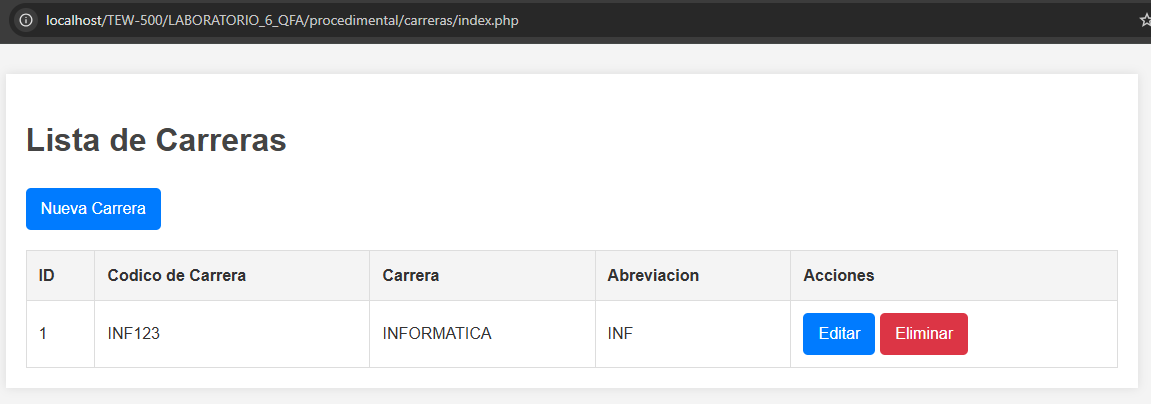 localhost/TEW-500/LABORATORIO_6_QFA/procedimental/carreras/index.php
Lista de Carreras
Nueva Carrera
ID Codico de Carrera Carrera Abreviacion Acciones
1 INF123 INFORMATICA INF Editar Eliminar